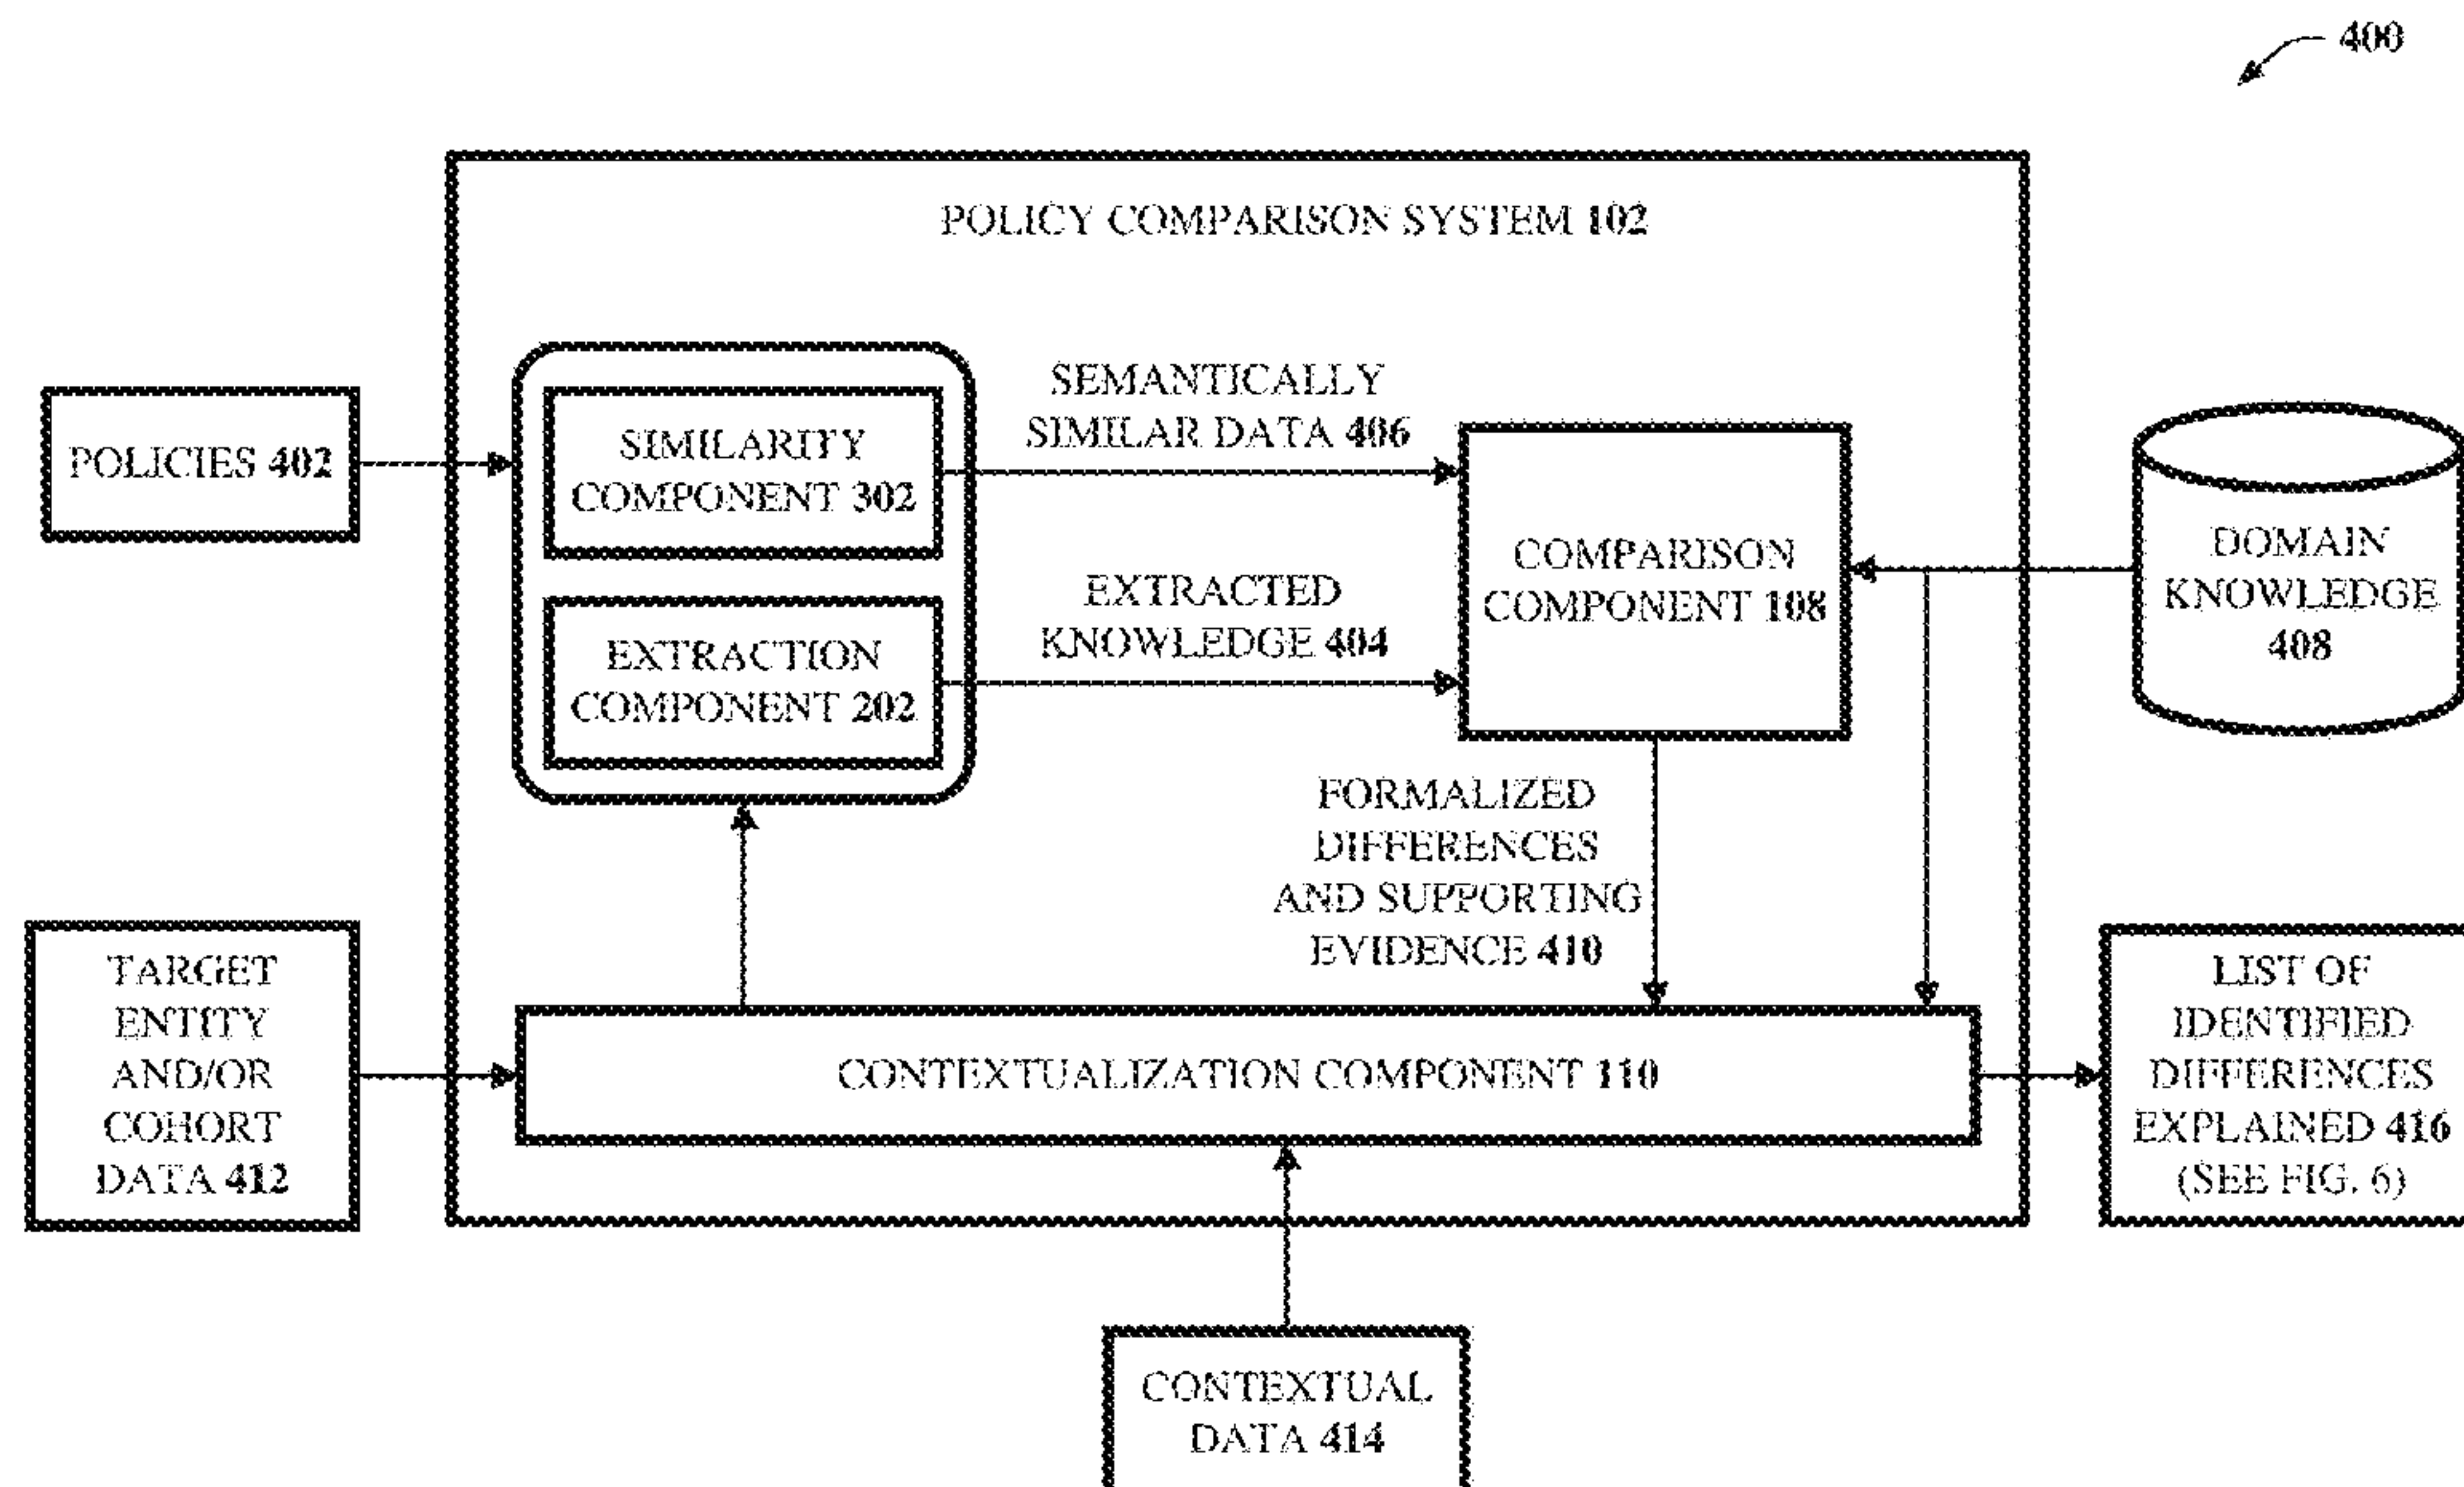 400
POLICY COMPARISON SYSTEM 102
POLICIES 402
SIMILARITY
COMPONENT 302
EXTRACTION
COMPONENT 202
SEMANTICALLY
SIMILAR DATA 406
EXTRACTED
KNOWLEDGE 404
COMPARISON
COMPONENT 108
DOMAIN
KNOWLEDGE
408
FORMALIZED
DIFFERENCES
AND SUPPORTING
EVIDENCE 410
TARGET
ENTITY
AND/OR
COHORT
DATA 412
CONTEXTUALIZATION COMPONENT 110
LIST OF
IDENTIFIED
DIFFERENCES
EXPLAINED 416
(SEE FIG. 6)
CONTEXTUAL
DATA 414